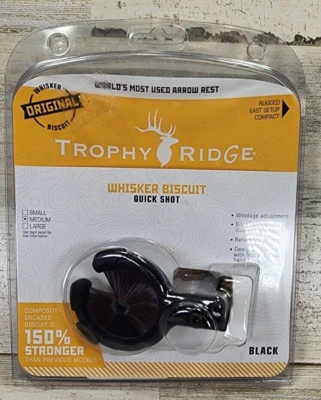 WORLD'S MOST USED ARROW REST
WHISKER
ORIGINAL
BISCUIT
RUGGED
EAST SETUP
COMPACT
TROPHY RIDGE
WHISKER BISCUIT
QUICK SHOT
SMALL
MEDIUM
LARGE
• Windage adjustment
COMPOSITE-
ENCASED
BISCUIT IS
150%
STRONGER
THAN PREVIOUS MODELS
BLACK